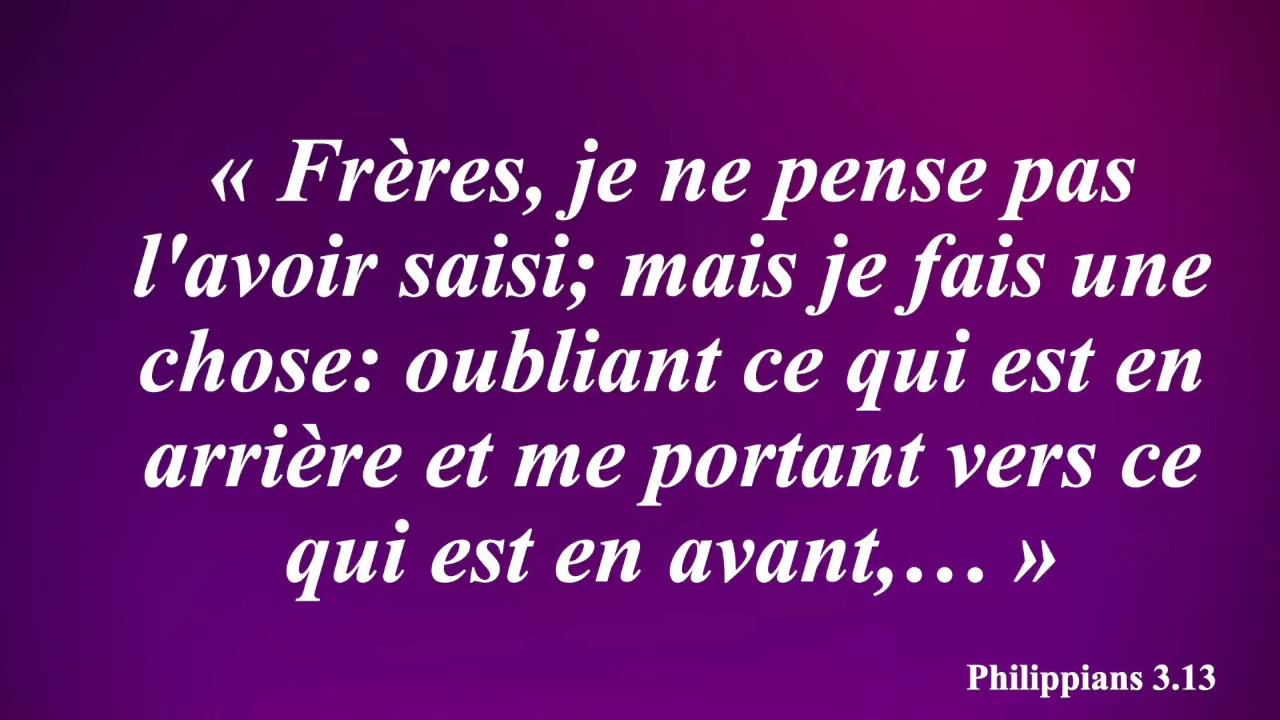 « Frères, je ne pense pas
l'avoir saisi; mais je fais une
chose: oubliant ce qui est en
arrière et me portant vers ce
qui est en avant,… »
Philippians 3.13